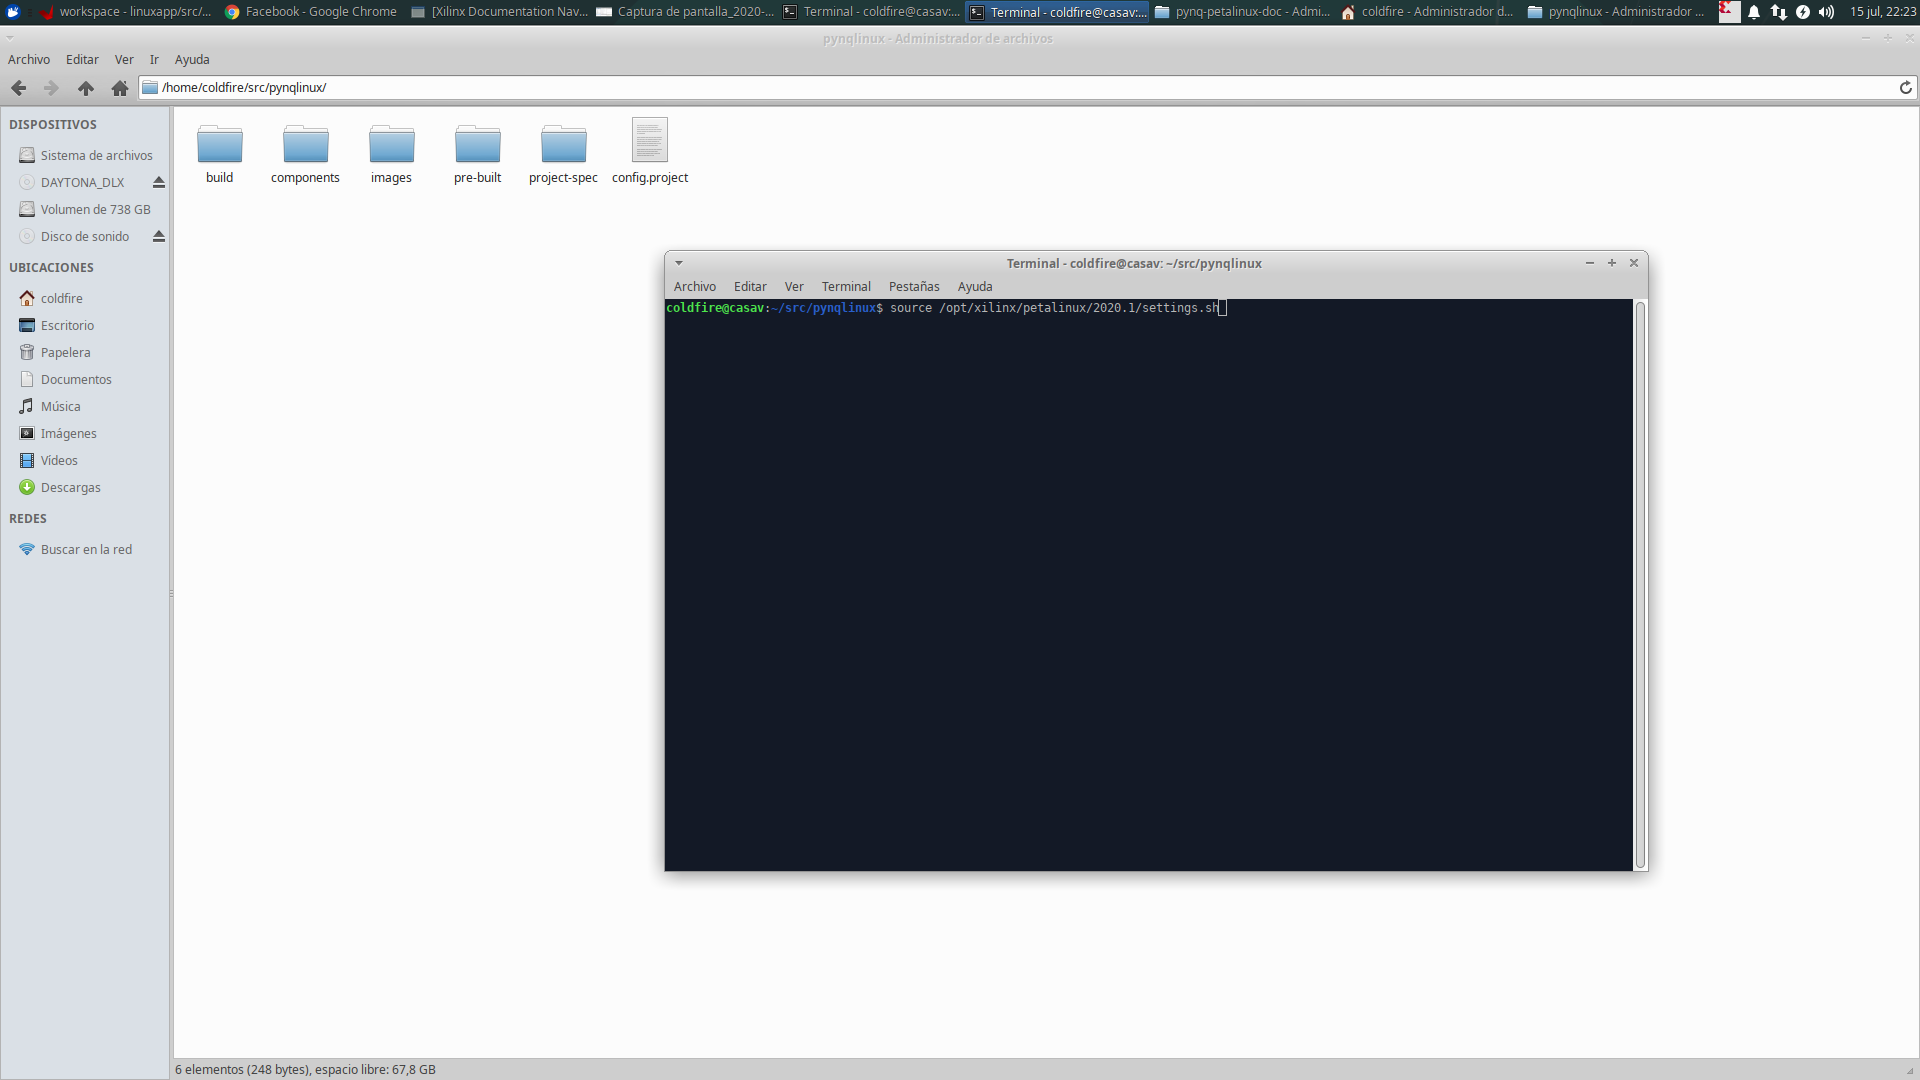 workspace - linuxapp/src/...
Facebook - Google Chrome
[Xilinx Documentation Nav...
Captura de pantalla_2020-...
Terminal - coldfire@casav:...
Terminal - coldfire@casav:...
pynq-petalinux-doc - Admi...
coldfire - Administrador d...
pynqlinux - Administrador ...
15 jul, 22:23
pynqlinux - Administrador de archivos
Archivo Editar Ver Ir Ayuda
/home/coldfire/src/pynqlinux/
DISPOSITIVOS
Sistema de archivos
DAYTONA_DLX
Volumen de 738 GB
Disco de sonido
UBICACIONES
coldfire
Escritorio
Papelera
Documentos
Música
Imágenes
Vídeos
Descargas
REDES
Buscar en la red
build
components
images
pre-built
project-spec
config.project
Terminal - coldfire@casav: ~/src/pynqlinux
Archivo Editar Ver Terminal Pestañas Ayuda
coldfire@casav:~/src/pynqlinux$ source /opt/xilinx/petalinux/2020.1/settings.sh
6 elementos (248 bytes), espacio libre: 67,8 GB